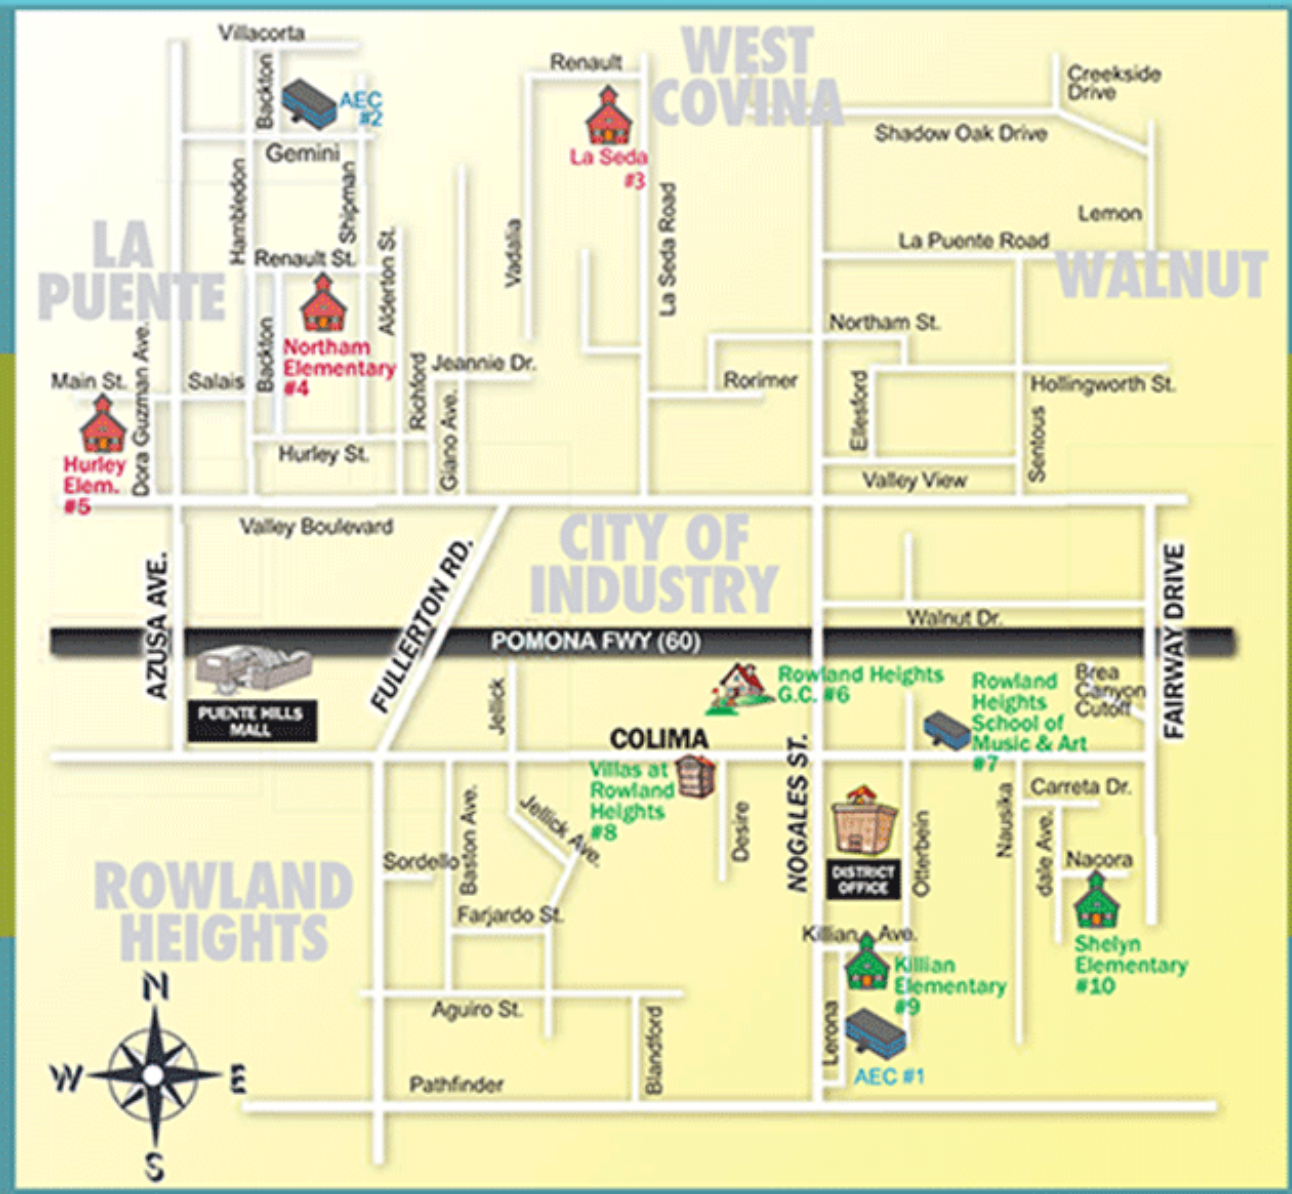 Villacorta
Backton
AEC
#2
Gemini
Hambledon
Shipman
Renault St.
Alderton St.
LA
PUENTE
Northam
Elementary
#4
Backton
Richford
Jeannie Dr.
Giano Ave.
Main St.
Dora Guzman Ave.
Salais
Hurley St.
Hurley
Elem.
#5
Renault
La Seda
#3
Vadalia
La Seda Road
WEST
COVINA
Creekside
Drive
Shadow Oak Drive
Lemon
La Puente Road
WALNUT
Northam St.
Rorimer
Ellesford
Hollingworth St.
Sentous
Valley View
Valley Boulevard
CITY OF
INDUSTRY
AZUSA AVE.
FULLERTON RD.
FAIRWAY DRIVE
Walnut Dr.
POMONA FWY (60)
PUENTE HILLS
MALL
Jellick
Rowland Heights
G.C. #6
Rowland
Heights
School of
Music & Art
#7
Brea
Canyon
Cutoff
COLIMA
Villas at
Rowland
Heights
#8
NOGALES ST.
Desire
DISTRICT
OFFICE
Otterbein
Nausika
Carreta Dr.
dale Ave.
Nacora
Shelyn
Elementary
#10
Jellick Ave.
Baston Ave.
Sordello
Farjardo St.
ROWLAND
HEIGHTS
Killian Ave.
Killian
Elementary
#9
Lerona
AEC #1
Aguiro St.
Blandford
Pathfinder
N
W
E
S